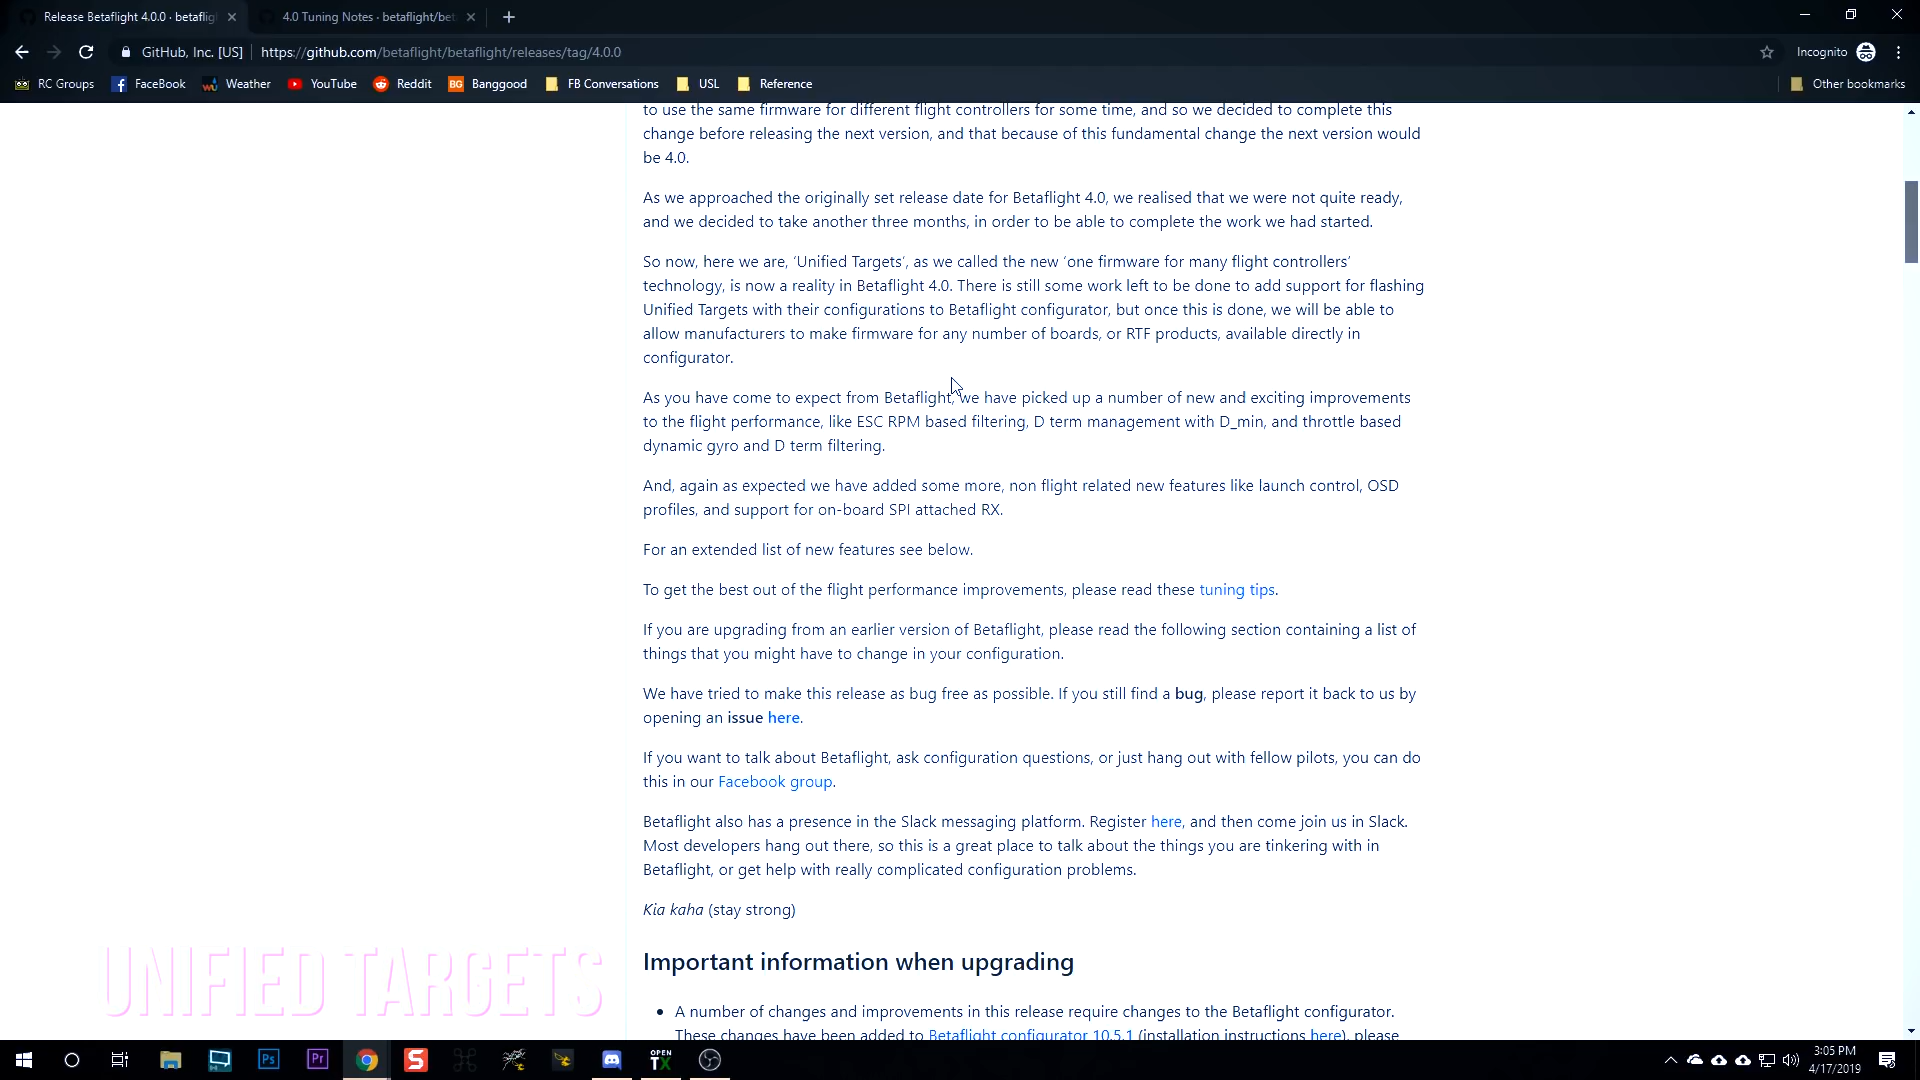 Release Betaflight 4.0.0 · betaflig
4.0 Tuning Notes · betaflight/bet
GitHub, Inc. [US]
https://github.com/betaflight/betaflight/releases/tag/4.0.0
Incognito
RC Groups
FaceBook
Weather
YouTube
Reddit
BG
Banggood
FB Conversations
USL
Reference
Other bookmarks
to use the same firmware for different flight controllers for some time, and so we decided to complete this
change before releasing the next version, and that because of this fundamental change the next version would
be 4.0.
As we approached the originally set release date for Betaflight 4.0, we realised that we were not quite ready,
and we decided to take another three months, in order to be able to complete the work we had started.
So now, here we are, ‘Unified Targets’, as we called the new ‘one firmware for many flight controllers’
technology, is now a reality in Betaflight 4.0. There is still some work left to be done to add support for flashing
Unified Targets with their configurations to Betaflight configurator, but once this is done, we will be able to
allow manufacturers to make firmware for any number of boards, or RTF products, available directly in
configurator.
As you have come to expect from Betaflight, we have picked up a number of new and exciting improvements
to the flight performance, like ESC RPM based filtering, D term management with D_min, and throttle based
dynamic gyro and D term filtering.
And, again as expected we have added some more, non flight related new features like launch control, OSD
profiles, and support for on-board SPI attached RX.
For an extended list of new features see below.
To get the best out of the flight performance improvements, please read these tuning tips.
If you are upgrading from an earlier version of Betaflight, please read the following section containing a list of
things that you might have to change in your configuration.
We have tried to make this release as bug free as possible. If you still find a bug, please report it back to us by
opening an issue here.
If you want to talk about Betaflight, ask configuration questions, or just hang out with fellow pilots, you can do
this in our Facebook group.
Betaflight also has a presence in the Slack messaging platform. Register here, and then come join us in Slack.
Most developers hang out there, so this is a great place to talk about the things you are tinkering with in
Betaflight, or get help with really complicated configuration problems.
Kia kaha (stay strong)
UNIFIED TARGETS
Important information when upgrading
• A number of changes and improvements in this release require changes to the Betaflight configurator.
These changes have been added to Betaflight configurator 10.5.1 (installation instructions here), please
Ps
Pr
S
OPEN
TX
3:05 PM
4/17/2019